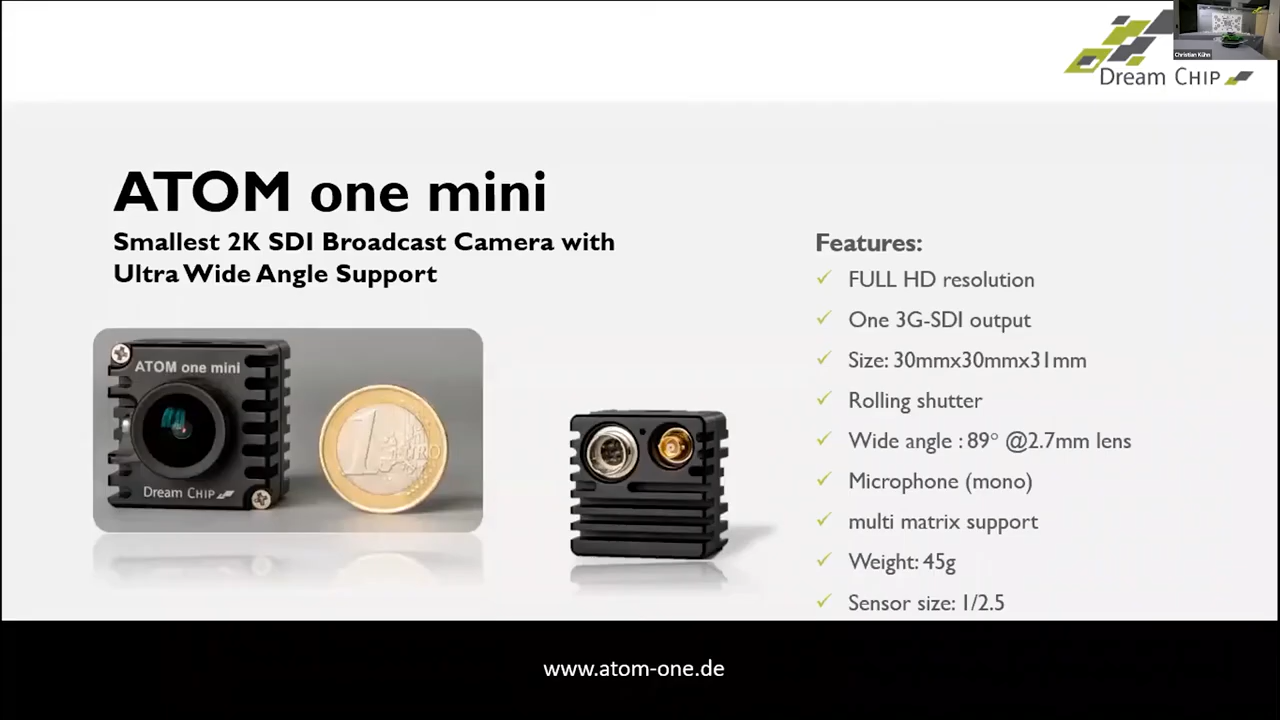 Christian Kühn
Dream CHIP
ATOM one mini
Smallest 2K SDI Broadcast Camera with
Ultra Wide Angle Support
ATOM one mini
Dream CHIP
1 EURO
Features:
✓ FULL HD resolution
✓ One 3G-SDI output
✓ Size: 30mmx30mmx31mm
✓ Rolling shutter
✓ Wide angle : 89° @2.7mm lens
✓ Microphone (mono)
✓ multi matrix support
✓ Weight: 45g
✓ Sensor size: 1/2.5
www.atom-one.de